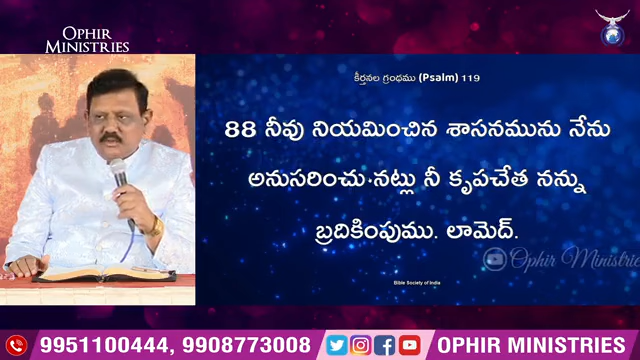 OPHIR
MINISTRIES
కీర్తనల గ్రంథము (Psalm) 119
88 నీవు నియమించిన శాసనమును నేను
అనుసరించు నట్లు నీ కృపచేత నన్ను
బ్రదికింపుము. లామెద్.
Ophir Ministries
Bible Society of India
9951100444, 9908773008
OPHIR MINISTRIES